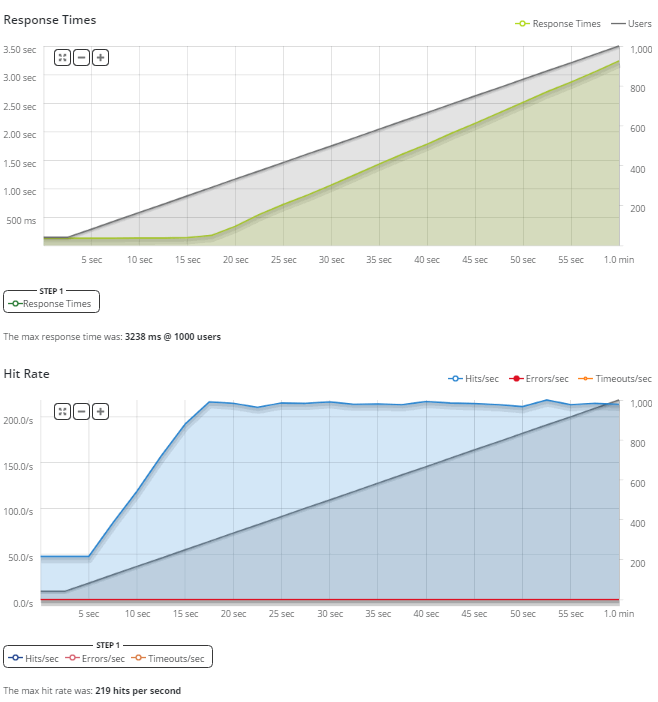 Response Times
Response Times Users
3.50 sec 1,000
3.00 sec
800
2.50 sec
2.00 sec 600
1.50 sec
400
1.00 sec
500 ms 200
5 sec 10 sec 15 sec 20 sec 25 sec 30 sec 35 sec 40 sec 45 sec 50 sec 55 sec 1.0 min
STEP 1
Response Times
The max response time was: 3238 ms @ 1000 users
Hit Rate
Hits/sec Errors/sec Timeouts/sec
1,000
200.0/s
800
150.0/s
600
100.0/s
400
50.0/s 200
0.0/s
5 sec 10 sec 15 sec 20 sec 25 sec 30 sec 35 sec 40 sec 45 sec 50 sec 55 sec 1.0 min
STEP 1
Hits/sec Errors/sec Timeouts/sec
The max hit rate was: 219 hits per second